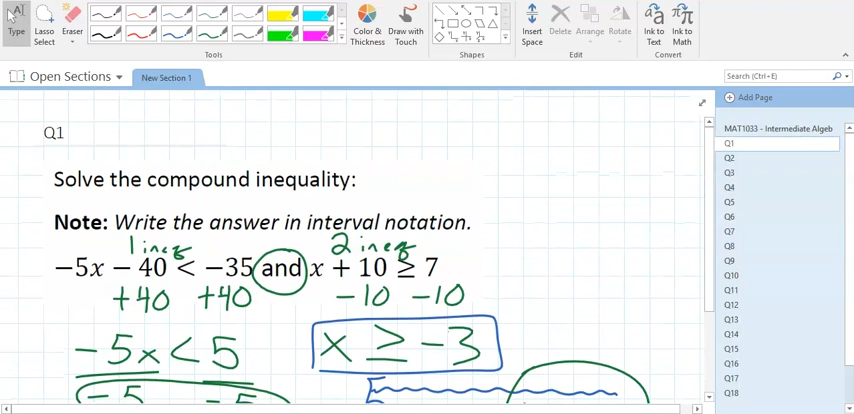 Type
Lasso Select
Eraser
Color & Thickness
Draw with Touch
Insert Space
Delete
Arrange
Rotate
Ink to Text
Ink to Math
Tools
Shapes
Edit
Convert
Open Sections
New Section 1
Search (Ctrl+E)
Add Page
MAT1033 - Intermediate Algeb
Q1
Q2
Q3
Q4
Q5
Q6
Q7
Q8
Q9
Q10
Q11
Q12
Q13
Q14
Q15
Q16
Q17
Q18
Q1
Solve the compound inequality:
Note: Write the answer in interval notation.
1 ineq 2 ineq
−5x − 40 < −35 and x + 10 ≥ 7
+40 +40 −10 −10
−5x < 5 x ≥ −3
−5 −5